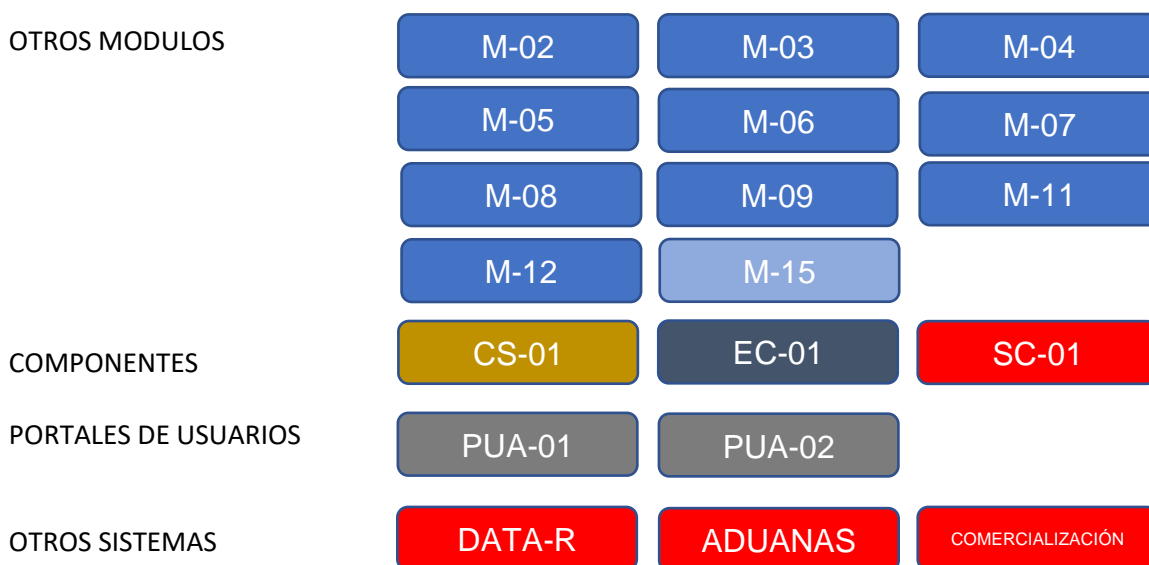 OTROS MODULOS M-02 M-03 M-04
M-05 M-06 M-07
M-08 M-09 M-11
M-12 M-15
COMPONENTES CS-01 EC-01 SC-01
PORTALES DE USUARIOS PUA-01 PUA-02
OTROS SISTEMAS DATA-R ADUANAS COMERCIALIZACIÓN